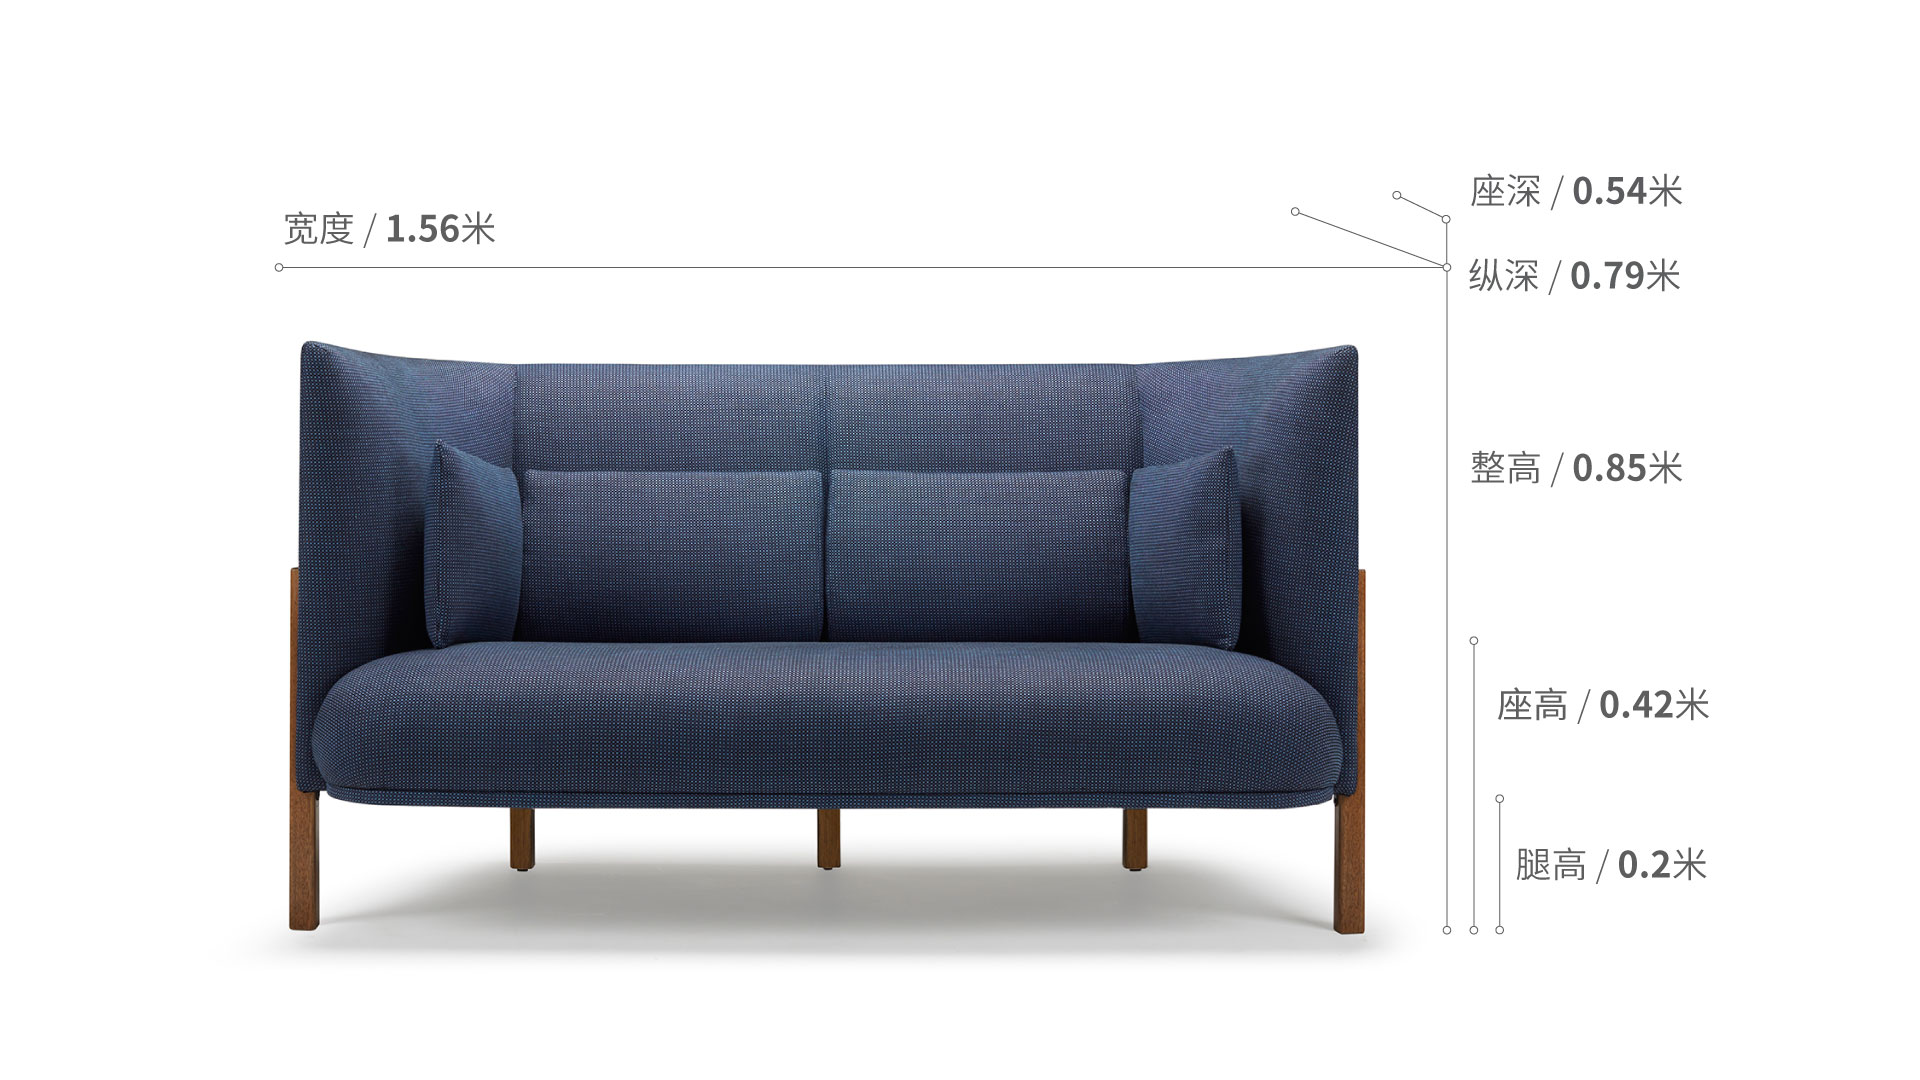 座深 / 0.54米
宽度 / 1.56米
纵深 / 0.79米
整高 / 0.85米
座高 / 0.42米
腿高 / 0.2米